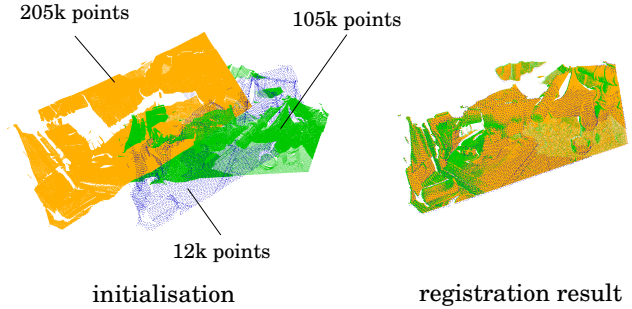 205k points
105k points
12k points
initialisation
registration result